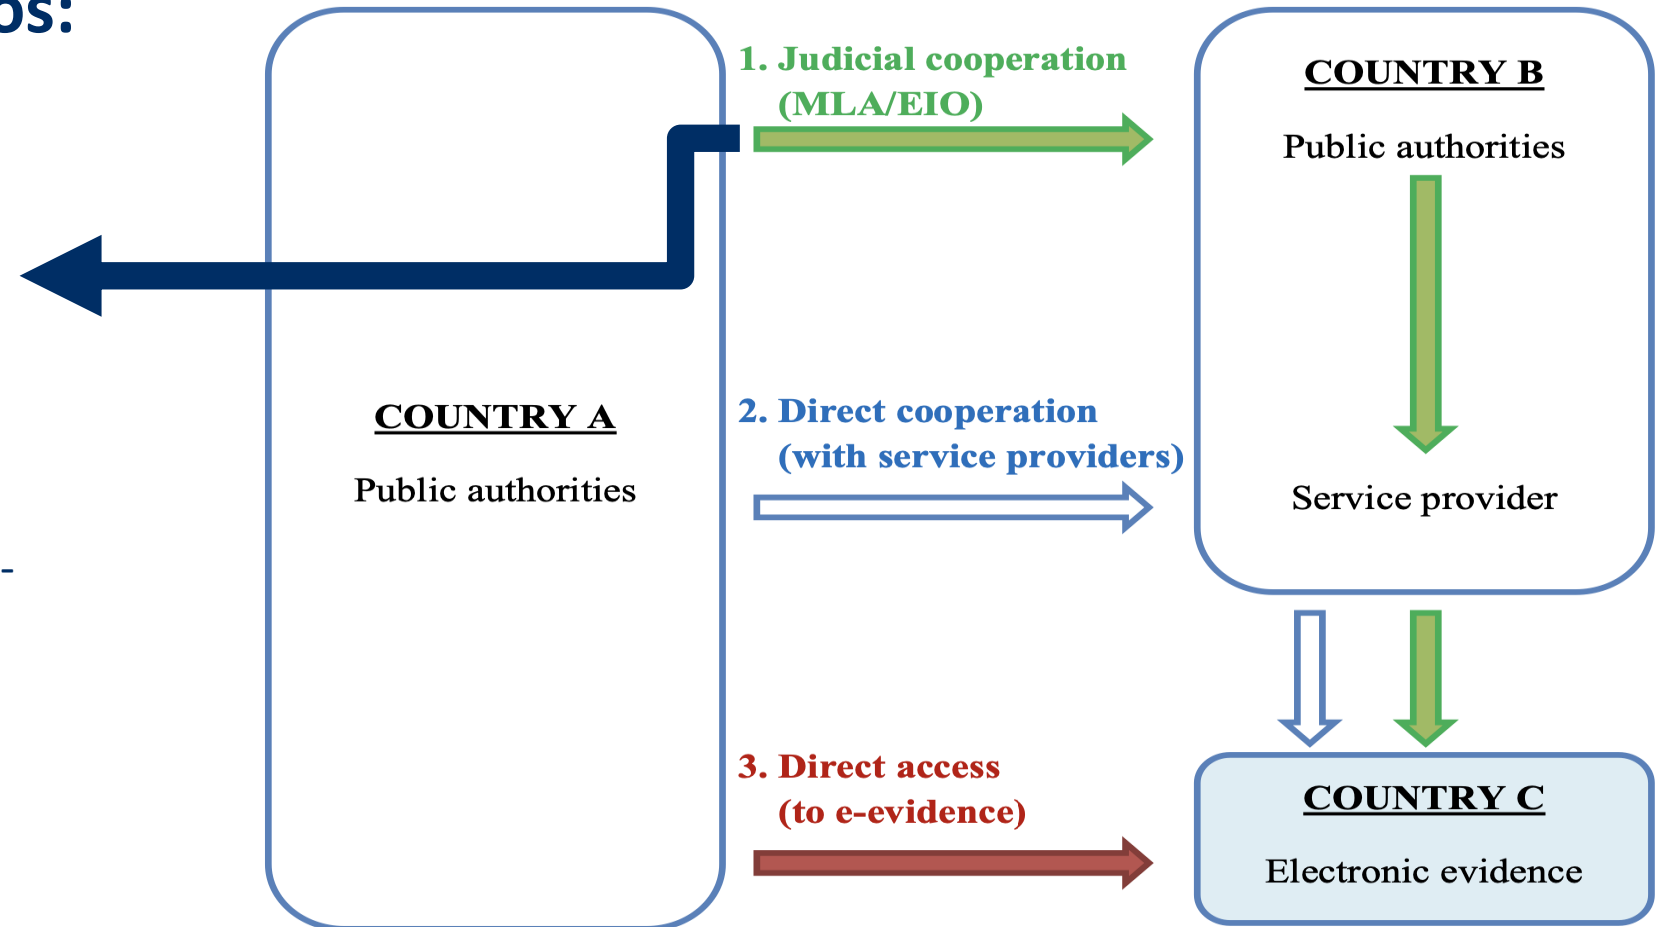 os:
1. Judicial cooperation
(MLA/EIO)
COUNTRY B
Public authorities
COUNTRY A
Public authorities
2. Direct cooperation
(with service providers)
Service provider
-
3. Direct access
(to e-evidence)
COUNTRY C
Electronic evidence